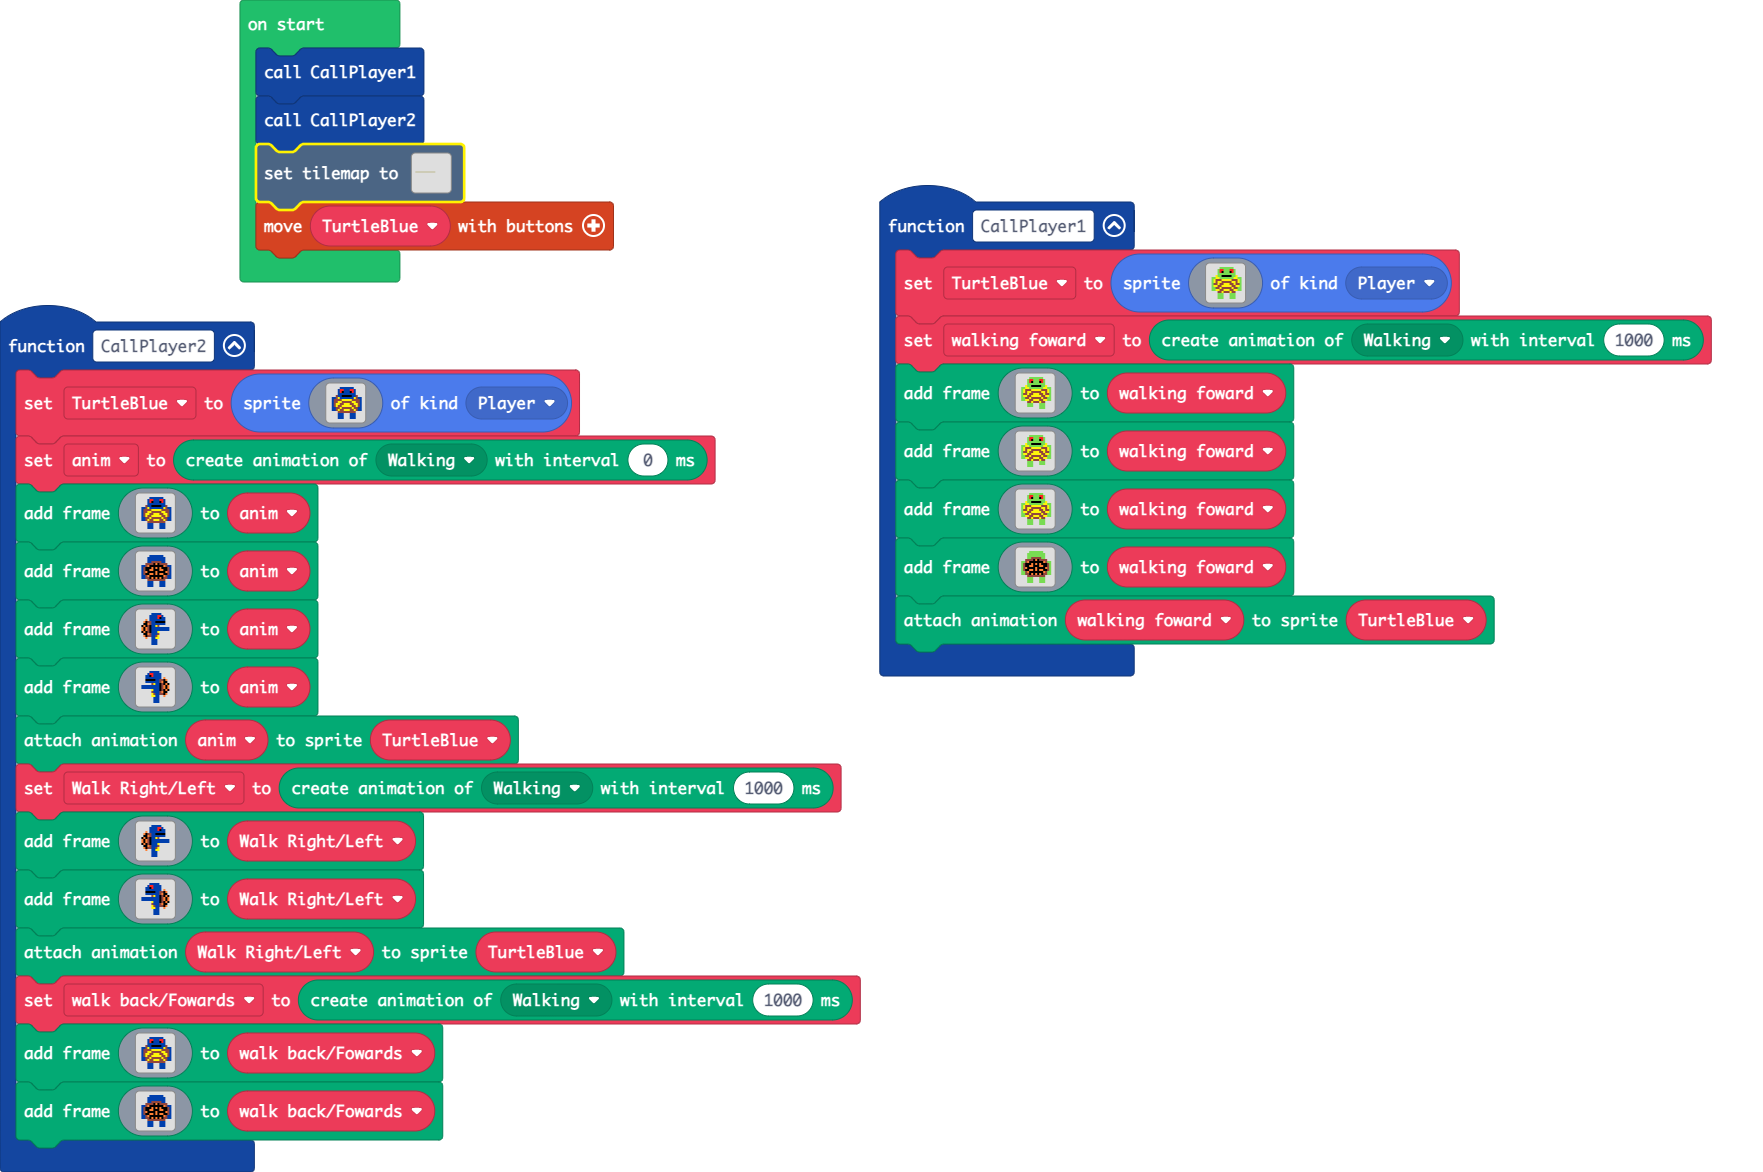 on start
call CallPlayer1
call CallPlayer2
set tilemap to
move TurtleBlue with buttons
function CallPlayer2
set TurtleBlue to sprite of kind Player
set anim to create animation of Walking with interval 0 ms
add frame to anim
add frame to anim
add frame to anim
add frame to anim
attach animation anim to sprite TurtleBlue
set Walk Right/Left to create animation of Walking with interval 1000 ms
add frame to Walk Right/Left
add frame to Walk Right/Left
attach animation Walk Right/Left to sprite TurtleBlue
set walk back/Fowards to create animation of Walking with interval 1000 ms
add frame to walk back/Fowards
add frame to walk back/Fowards
function CallPlayer1
set TurtleBlue to sprite of kind Player
set walking foward to create animation of Walking with interval 1000 ms
add frame to walking foward
add frame to walking foward
add frame to walking foward
add frame to walking foward
attach animation walking foward to sprite TurtleBlue